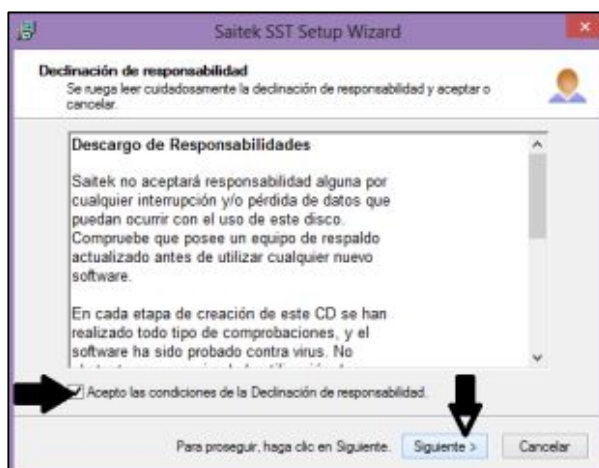 Saitek SST Setup Wizard
Declinación de responsabilidad
Se ruega leer cuidadosamente la declinación de responsabilidad y aceptar o
cancelar.
Descargo de Responsabilidades
Saitek no aceptará responsabilidad alguna por
cualquier interrupción y/o pérdida de datos que
puedan ocurrir con el uso de este disco.
Compruebe que posee un equipo de respaldo
actualizado antes de utilizar cualquier nuevo
software.
En cada etapa de creación de este CD se han
realizado todo tipo de comprobaciones, y el
software ha sido probado contra virus. No
Acepto las condiciones de la Declinación de responsabilidad.
Para proseguir, haga clic en Siguiente.
Siguiente >
Cancelar